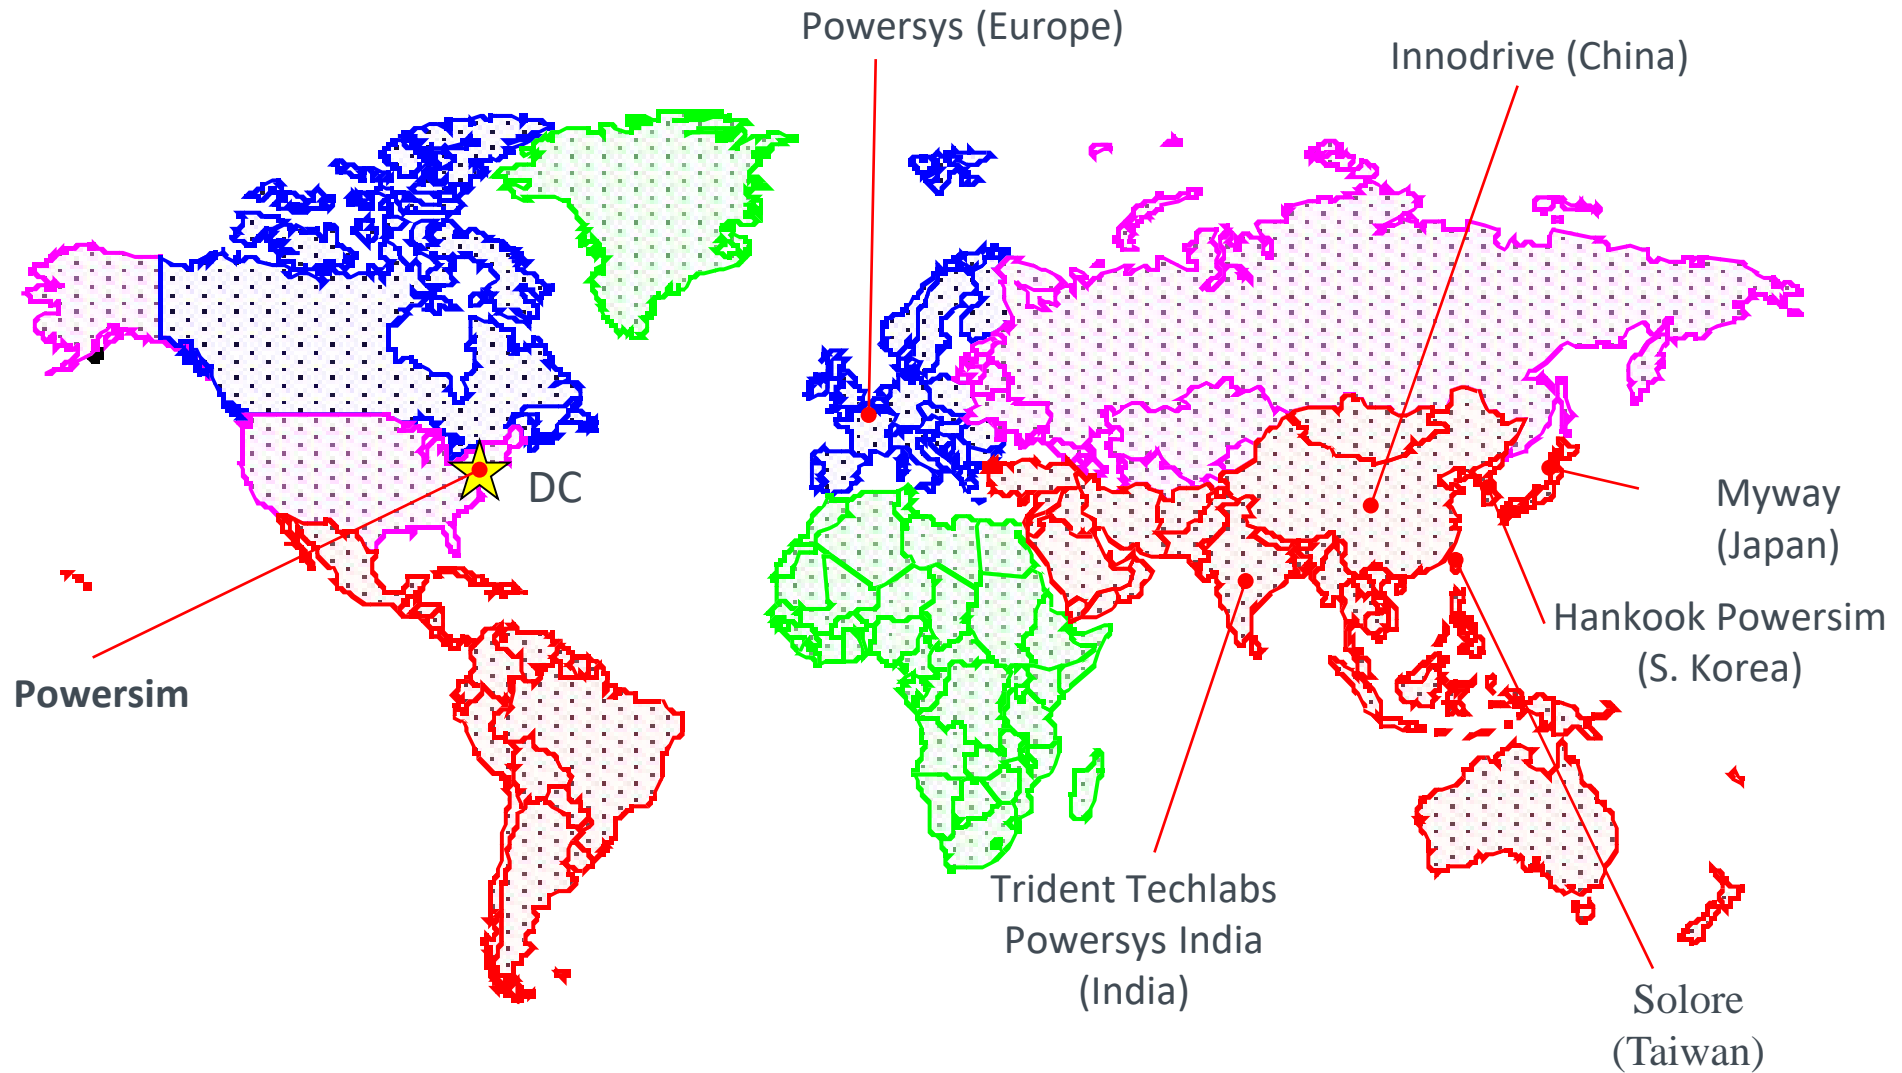 Powersys (Europe)
Innodrive (China)
DC
Myway
(Japan)
Hankook Powersim
(S. Korea)
Powersim
Trident Techlabs
Powersys India
(India)
Solore
(Taiwan)